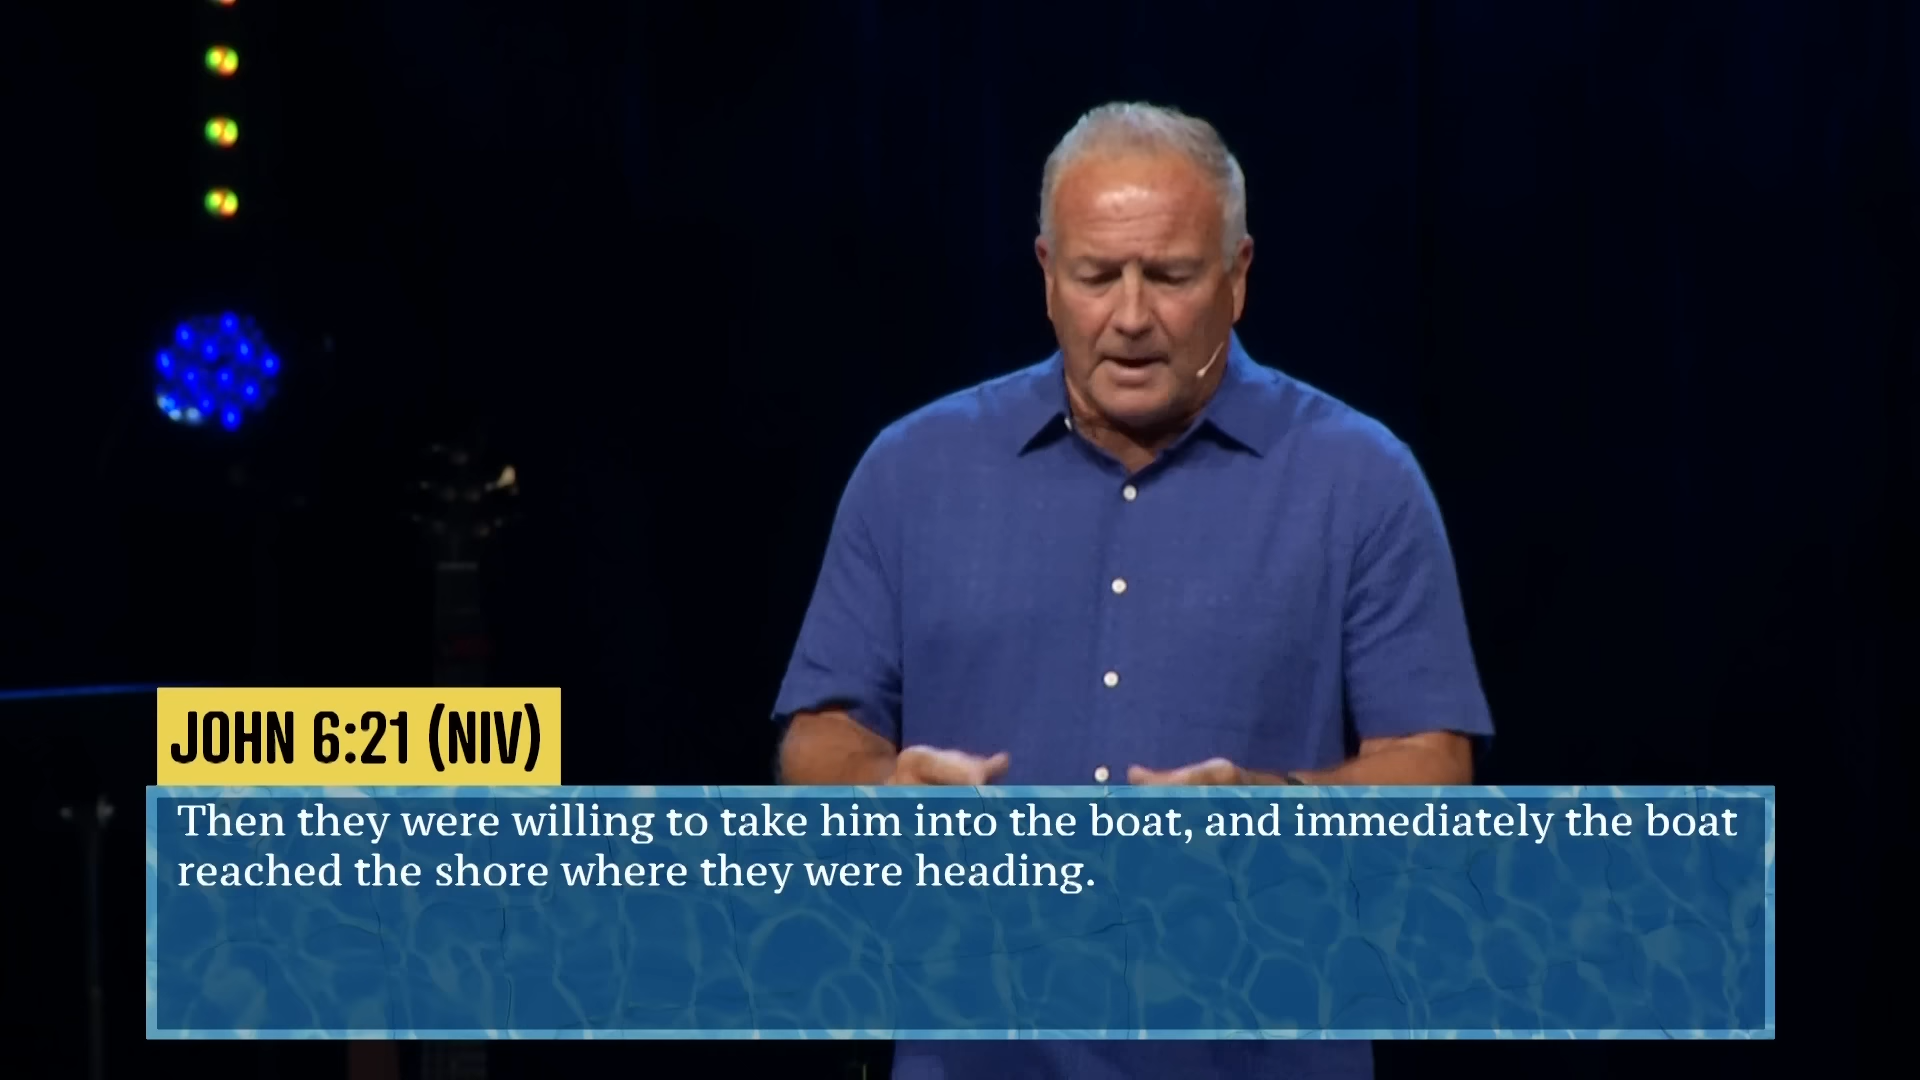 JOHN 6:21 (NIV)
Then they were willing to take him into the boat, and immediately the boat
reached the shore where they were heading.